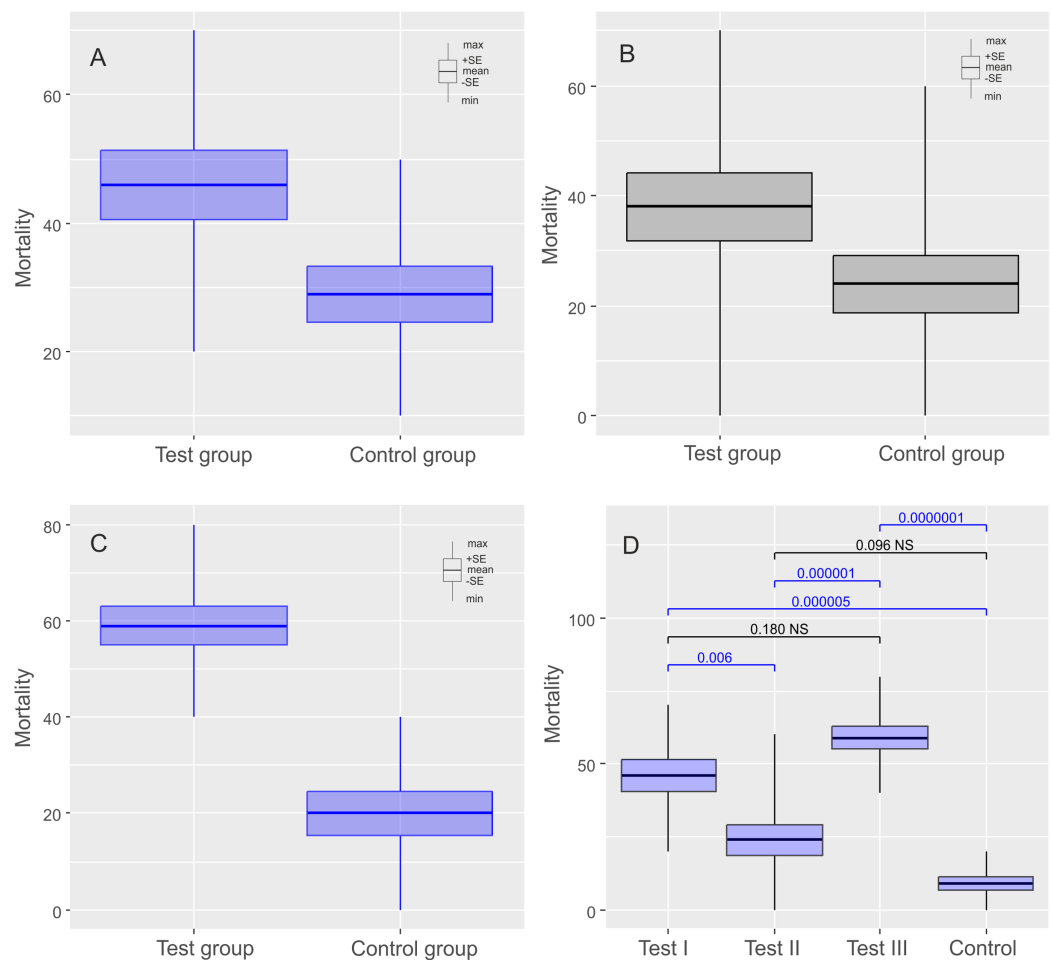 A
max
+SE
mean
-SE
min
60
40
20
Mortality
Test group
Control group
B
max
+SE
mean
-SE
min
60
40
20
0
Mortality
Test group
Control group
C
max
+SE
mean
-SE
min
80
60
40
20
0
Mortality
Test group
Control group
D
0.0000001
0.096 NS
0.000001
0.000005
0.180 NS
0.006
100
50
0
Mortality
Test I
Test II
Test III
Control